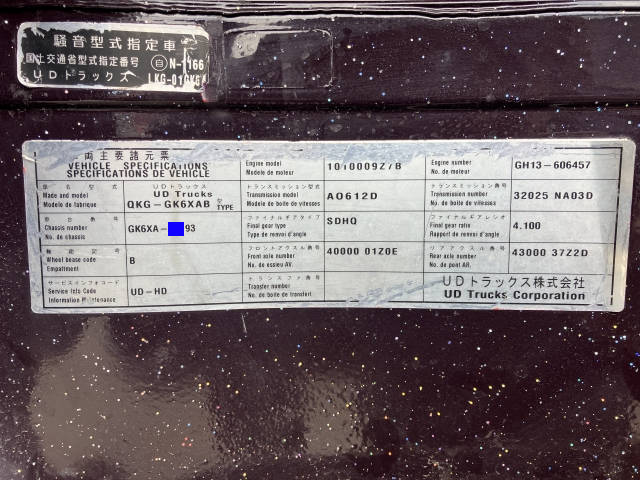 騒音型式指定車
国土交通省型式指定番号 自 N-1166
UDトラックス
車両主要諸元票
VEHICLE SPECIFICATIONS
SPECIFICATIONS DE VEHICLE
車名型式
Made and model
Modele de fabrique
UDトラックス
UD Trucks
QKG-GK6XAB 型 TYPE
車台番号
Chassis number
No. de chassis
GK6XA- 93
Wheel base code
Empattment
B
サービスインフォコード
Service Info Code
Information Maintenance
UD-HD
Engine model
Modele de moteur
Engine number
No. de moteur
GH13-606457
トランスミッション型式
Transmission model
Modele de boite de vitesses
AO612D
トランスミッション番号
Transmission number
No. de boite de vitesses
32025 NA03D
ファイナルギアタイプ
Final gear type
Type de renvoi d'angle
SDHQ
ファイナルギアレシオ
Final gear ratio
Rapport de renvoi d'angle
4.100
フロントアクスル番号
Front axle number
No. de essieu AV.
40000 01Z0E
リアアクスル番号
Rear axle number
No. de pont AR.
43000 37Z2D
トランスファ番号
Transfer number
No. de boite de transfert
UDトラックス株式会社
UD Trucks Corporation